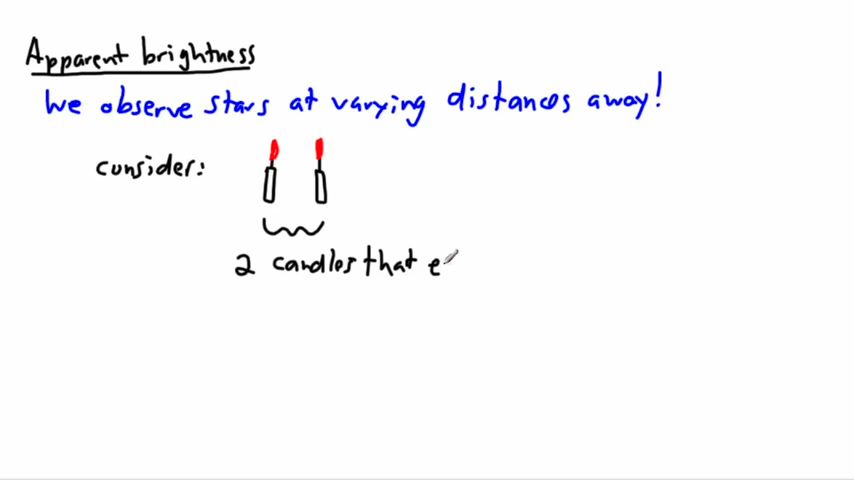 Apparent brightness
We observe stars at varying distances away!
consider:
2 candles that e